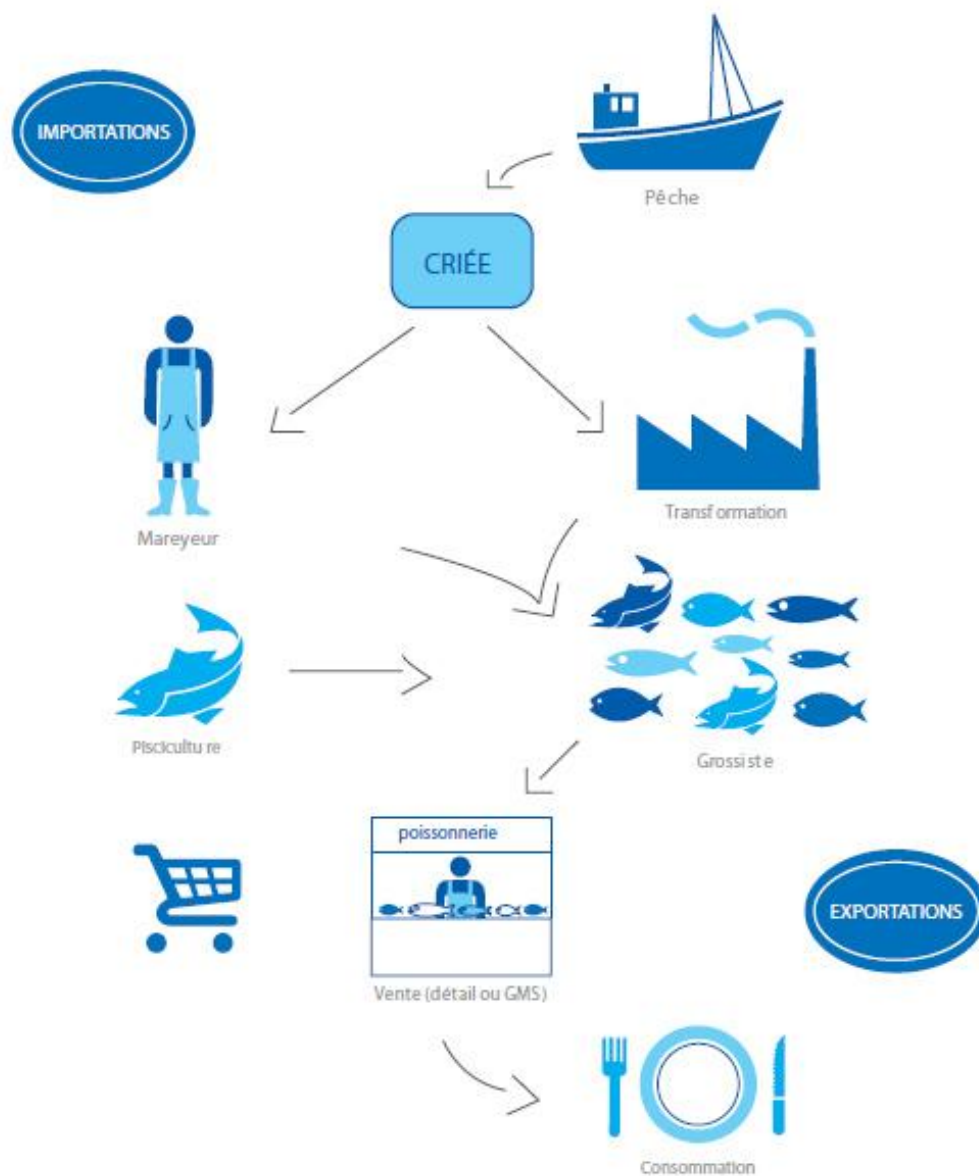 IMPORTATIONS
Pêche
CRIÉE
Mareyeur
Transformation
Pisciculture
Grossiste
poissonnerie
EXPORTATIONS
Vente (détail ou GMS)
Consommation